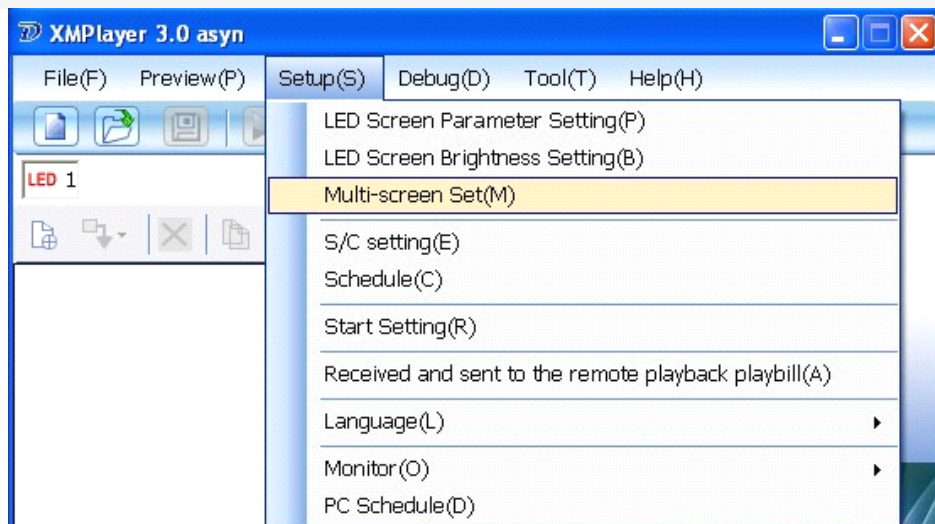 XMPlayer 3.0 asyn
File(F) Preview(P) Setup(S) Debug(D) Tool(T) Help(H)
LED Screen Parameter Setting(P)
LED Screen Brightness Setting(B)
LED 1
Multi-screen Set(M)
S/C setting(E)
Schedule(C)
Start Setting(R)
Received and sent to the remote playback playbill(A)
Language(L)
Monitor(O)
PC Schedule(D)